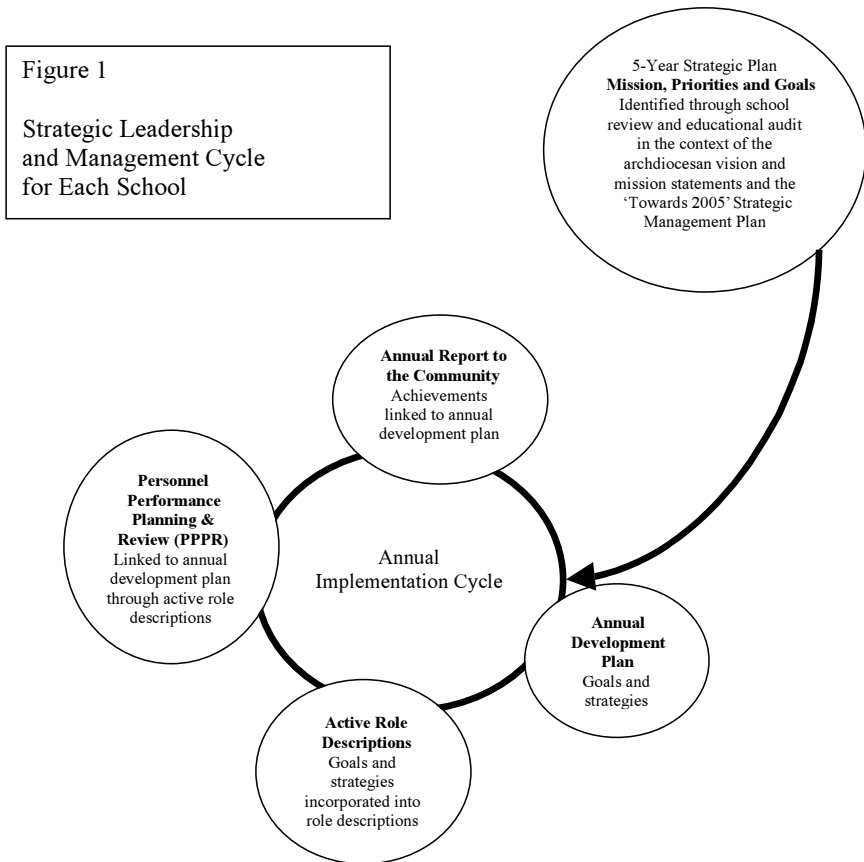 Figure 1
Strategic Leadership
and Management Cycle
for Each School
5-Year Strategic Plan
Mission, Priorities and Goals
Identified through school
review and educational audit
in the context of the
archdiocesan vision and
mission statements and the
‘Towards 2005’ Strategic
Management Plan
Annual Report to
the Community
Achievements
linked to annual
development plan
Personnel
Performance
Planning &
Review (PPPR)
Linked to annual
development plan
through active role
descriptions
Annual
Implementation Cycle
Annual
Development
Plan
Goals and
strategies
Active Role
Descriptions
Goals and
strategies
incorporated into
role descriptions